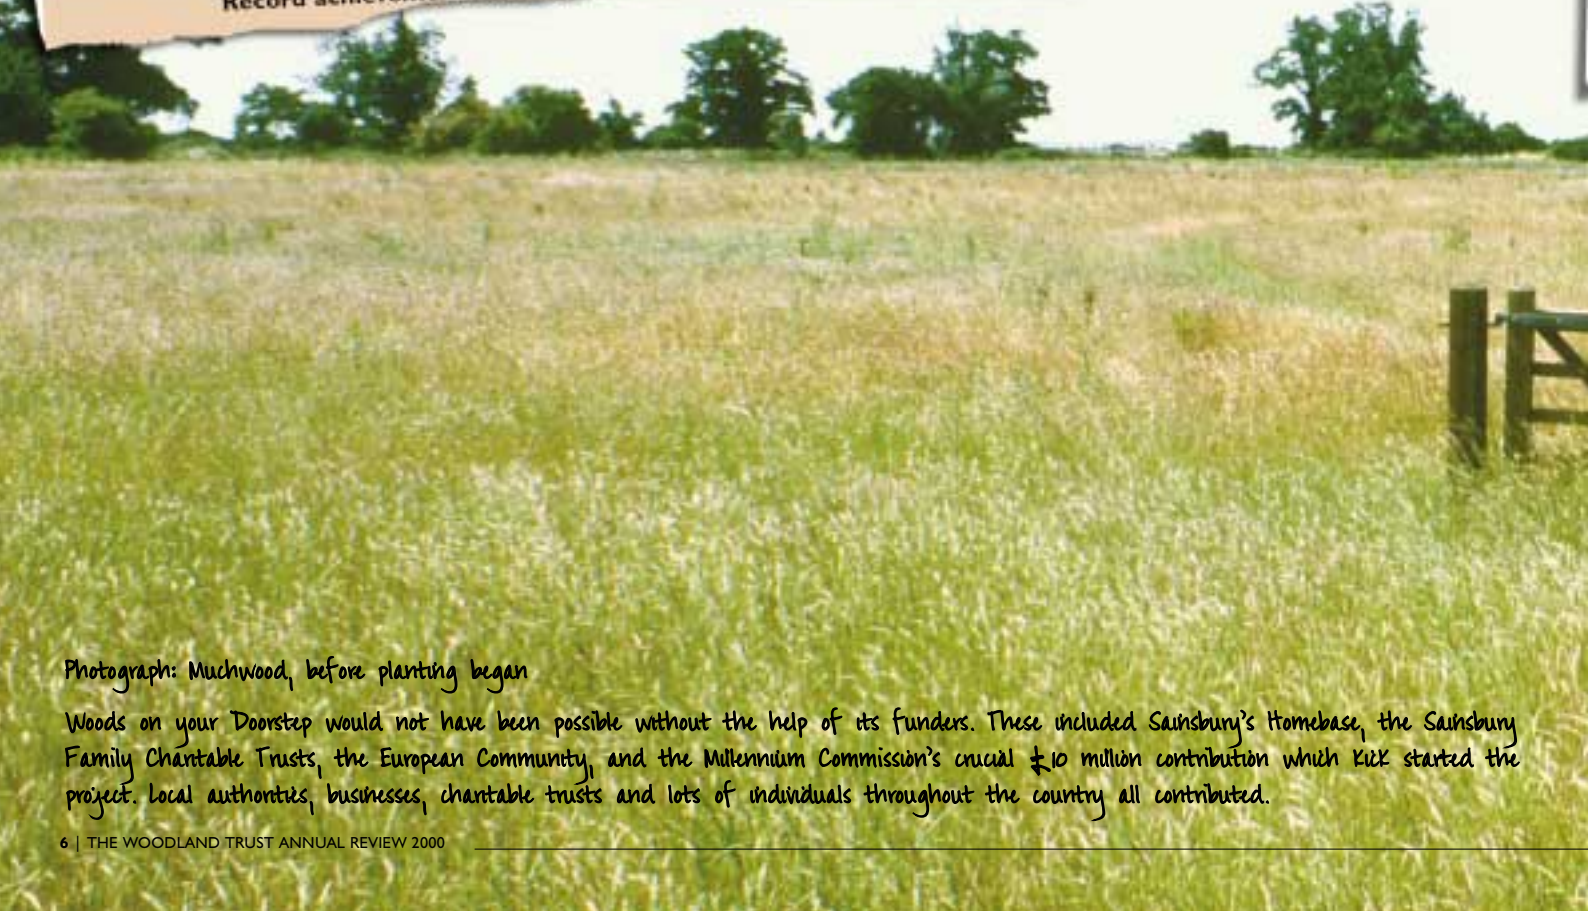 Record
Photograph: Muchwood, before planting began
Woods on your Doorstep would not have been possible without the help of its funders. These included Sainsbury's Homebase, the Sainsbury
Family Charitable Trusts, the European Community, and the Millennium Commission's crucial £10 million contribution which kick started the
project. Local authorities, businesses, charitable trusts and lots of individuals throughout the country all contributed.
6 | THE WOODLAND TRUST ANNUAL REVIEW 2000